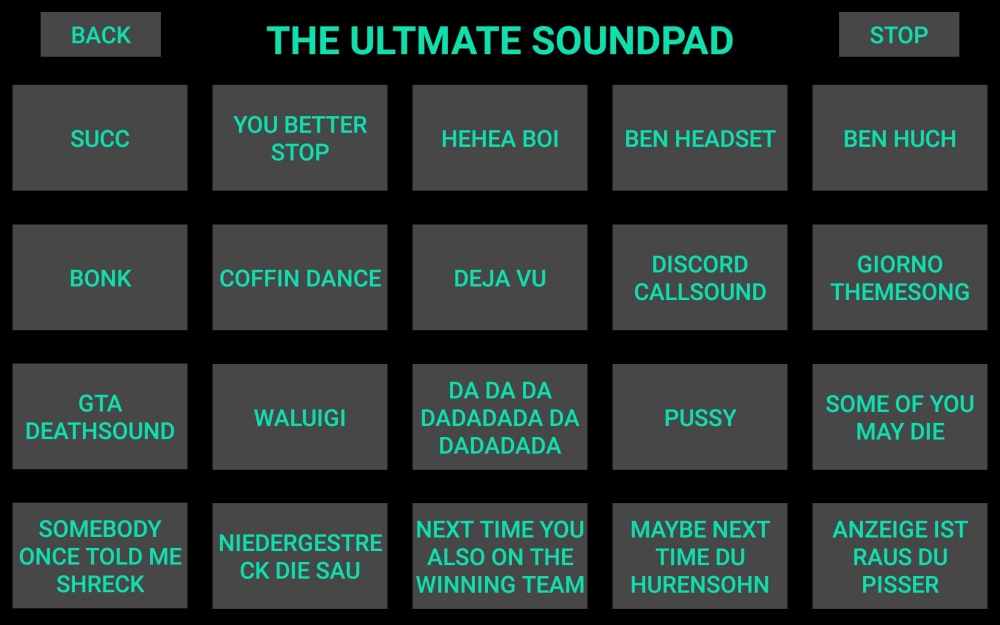 BACK
THE ULTMATE SOUNDPAD
STOP
SUCC
YOU BETTER
STOP
HEHEA BOI
BEN HEADSET
BEN HUCH
BONK
COFFIN DANCE
DEJA VU
DISCORD
CALLSOUND
GIORNO
THEMESONG
GTA
DEATHSOUND
WALUIGI
DA DA DA
DADADADA DA
DADADADA
PUSSY
SOME OF YOU
MAY DIE
SOMEBODY
ONCE TOLD ME
SHRECK
NIEDERGESTRE
CK DIE SAU
NEXT TIME YOU
ALSO ON THE
WINNING TEAM
MAYBE NEXT
TIME DU
HURENSOHN
ANZEIGE IST
RAUS DU
PISSER